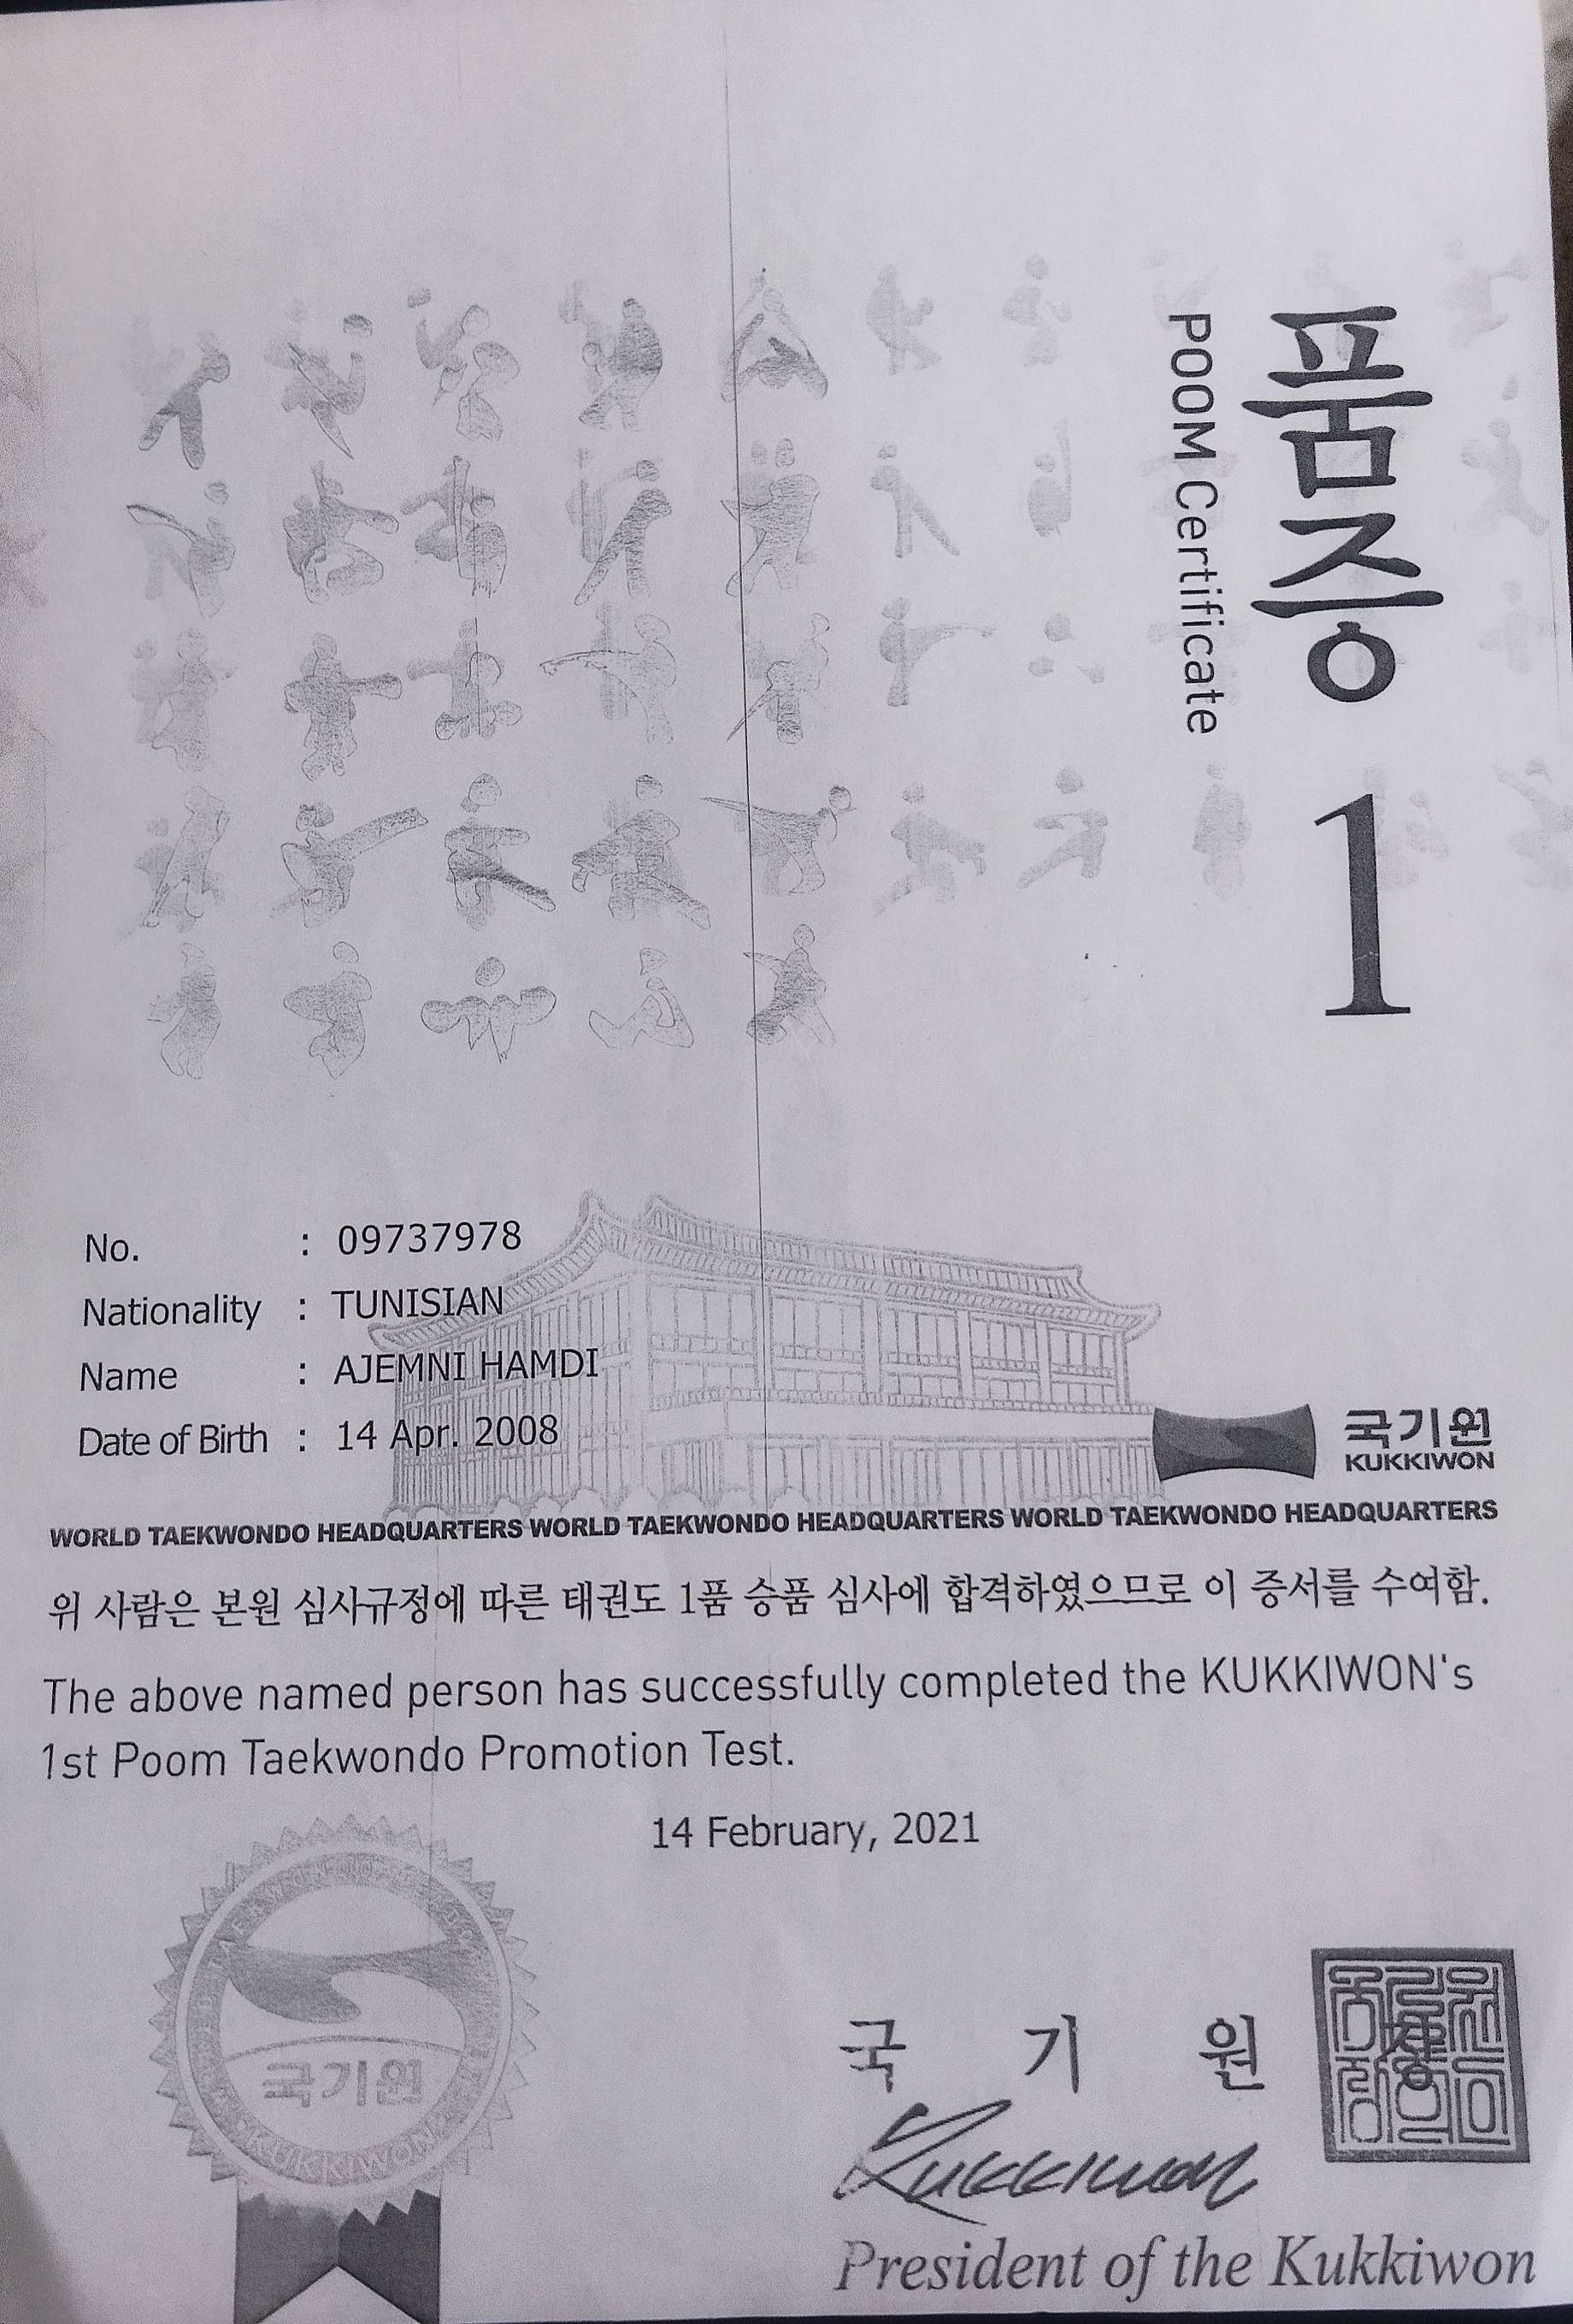 품증 1
POOM Certificate
No. : 09737978
Nationality : TUNISIAN
Name : AJEMNI HAMDI
Date of Birth : 14 Apr. 2008
국기원
KUKKIWON
WORLD TAEKWONDO HEADQUARTERS WORLD TAEKWONDO HEADQUARTERS WORLD TAEKWONDO HEADQUARTERS
위 사람은 본원 심사규정에 따른 태권도 1품 승품 심사에 합격하였으므로 이 증서를 수여함.
The above named person has successfully completed the KUKKIWON's
1st Poom Taekwondo Promotion Test.
14 February, 2021
국기원
KUKKIWON
국 기 원
Kukkiwon
President of the Kukkiwon